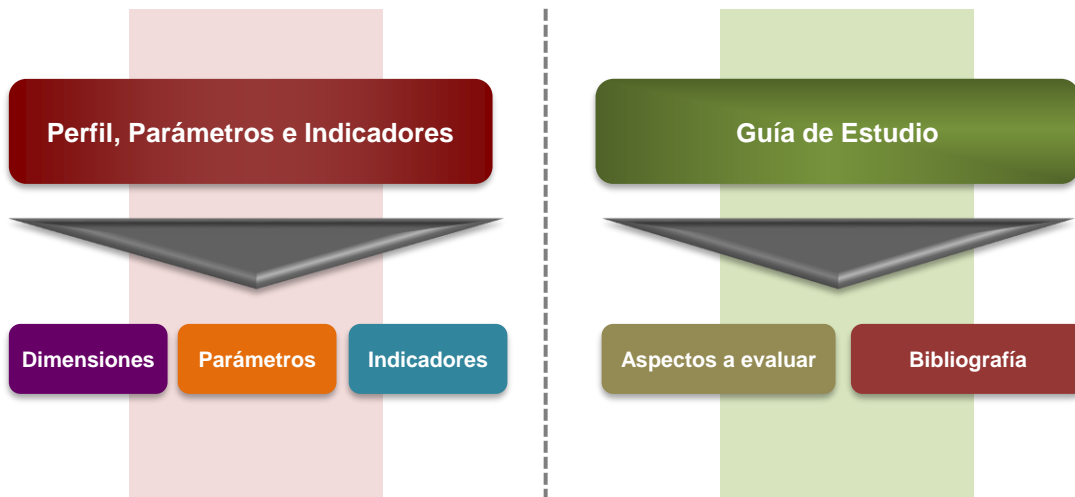 Perfil, Parámetros e Indicadores
Guía de Estudio
Dimensiones
Parámetros
Indicadores
Aspectos a evaluar
Bibliografía